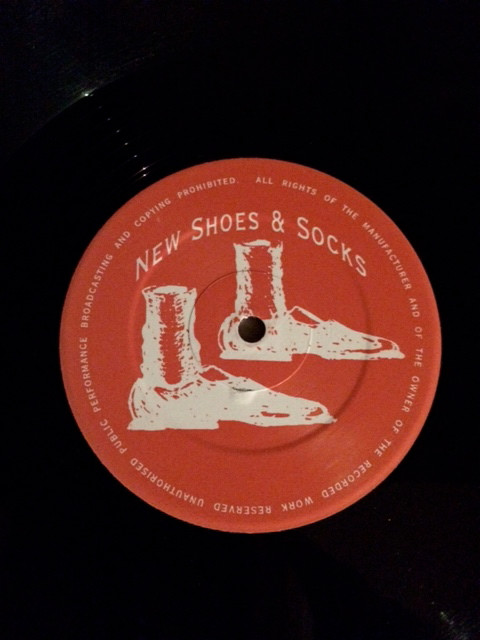 NEW SHOES & SOCKS
ALL RIGHTS OF THE MANUFACTURER AND OF THE OWNER OF THE RECORDED WORK RESERVED UNAUTHORISED PUBLIC PERFORMANCE BROADCASTING AND COPYING PROHIBITED.